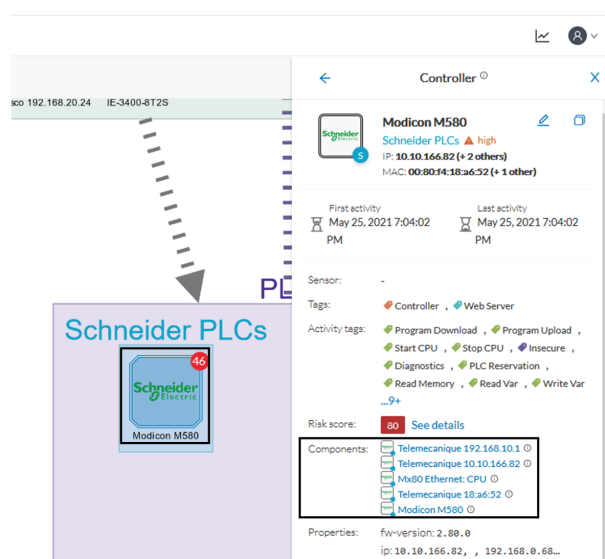 Controller
sco 192.168.20.24 IE-3400-8T2S
Schneider
Electric
S
Modicon M580
Schneider PLCs high
IP: 10.10.166.82 (+ 2 others)
MAC: 00:80:f4:18:a6:52 (+ 1 other)
First activity
May 25, 2021 7:04:02
PM
Last activity
May 25, 2021 7:04:02
PM
PL
Schneider PLCs
46
Schneider
Electric
Modicon M580
Sensor: -
Tags: Controller , Web Server
Activity tags: Program Download , Program Upload ,
Start CPU , Stop CPU , Insecure ,
Diagnostics , PLC Reservation ,
Read Memory , Read Var , Write Var
...9+
Risk score: 80 See details
Components: Telemecanique 192.168.10.1
Telemecanique 10.10.166.82
Mx80 Ethernet: CPU
Telemecanique 18:a6:52
Modicon M580
Properties: fw-version: 2.80.0
ip: 10.10.166.82, , 192.168.0.68...